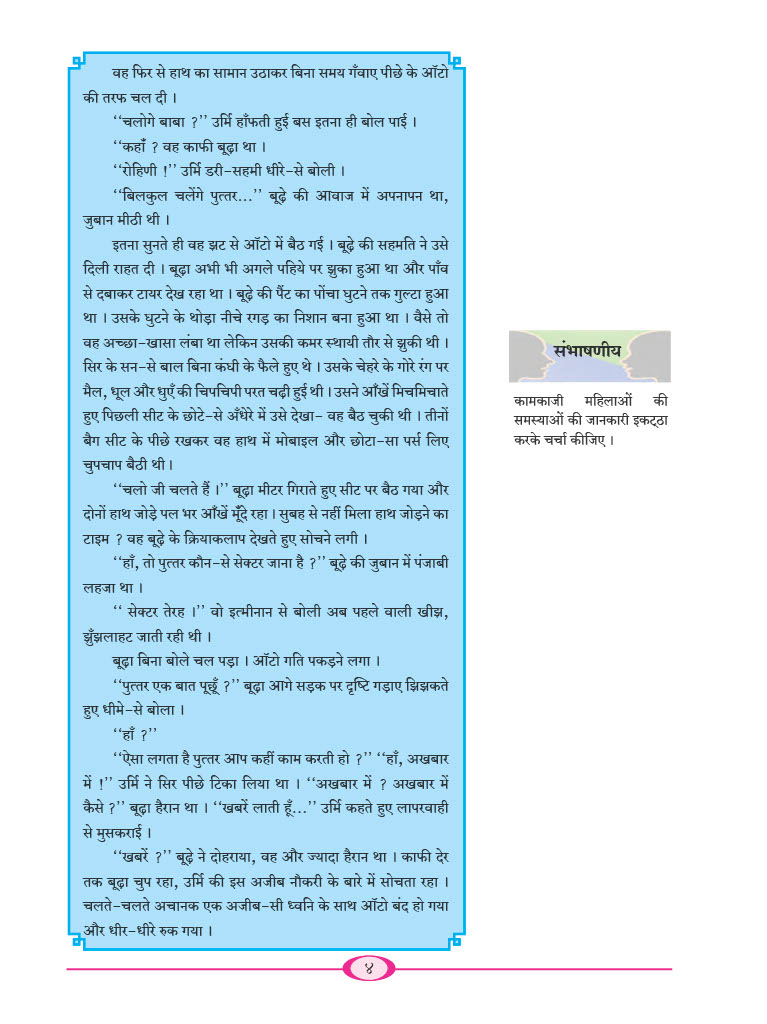 वह फिर से हाथ का सामान उठाकर बिना समय गँवाए पीछे के ऑटो
की तरफ चल दी ।
‘‘चलोगे बाबा ?’’ उर्मि हाँफती हुई बस इतना ही बोल पाई ।
‘‘कहाँ ? वह काफी बूढ़ा था ।
‘‘रोहिणी !’’ उर्मि डरी-सहमी धीरे-से बोली ।
‘‘बिलकुल चलेंगे पुत्तर...’’ बूढ़े की आवाज में अपनापन था,
जुबान मीठी थी ।
इतना सुनते ही वह झट से ऑटो में बैठ गई । बूढ़े की सहमति ने उसे
दिली राहत दी । बूढ़ा अभी भी अगले पहिये पर झुका हुआ था और पाँव
से दबाकर टायर देख रहा था । बूढ़े की पैंट का पोंचा घुटने तक गुल्टा हुआ
था । उसके घुटने के थोड़ा नीचे रगड़ का निशान बना हुआ था । वैसे तो
वह अच्छा-खासा लंबा था लेकिन उसकी कमर स्थायी तौर से झुकी थी ।
सिर के सन-से बाल बिना कंघी के फैले हुए थे । उसके चेहरे के गोरे रंग पर
मैल, धूल और धुएँ की चिपचिपी परत चढ़ी हुई थी । उसने आँखें मिचमिचाते
हुए पिछली सीट के छोटे-से अँधेरे में उसे देखा- वह बैठ चुकी थी । तीनों
बैग सीट के पीछे रखकर वह हाथ में मोबाइल और छोटा-सा पर्स लिए
चुपचाप बैठी थी ।
‘‘चलो जी चलते हैं ।’’ बूढ़ा मीटर गिराते हुए सीट पर बैठ गया और
दोनों हाथ जोड़े पल भर आँखें मूँदे रहा । सुबह से नहीं मिला हाथ जोड़ने का
टाइम ? वह बूढ़े के क्रियाकलाप देखते हुए सोचने लगी ।
‘‘हाँ, तो पुत्तर कौन-से सेक्टर जाना है ?’’ बूढ़े की जुबान में पंजाबी
लहजा था ।
‘‘ सेक्टर तेरह ।’’ वो इत्मीनान से बोली अब पहले वाली खीझ,
झुँझलाहट जाती रही थी ।
बूढ़ा बिना बोले चल पड़ा । ऑटो गति पकड़ने लगा ।
‘‘पुत्तर एक बात पूछूँ ?’’ बूढ़ा आगे सड़क पर दृष्टि गड़ाए झिझकते
हुए धीमे-से बोला ।
‘‘हाँ ?’’
‘‘ऐसा लगता है पुत्तर आप कहीं काम करती हो ?’’ ‘‘हाँ, अखबार
में !’’ उर्मि ने सिर पीछे टिका लिया था । ‘‘अखबार में ? अखबार में
कैसे ?’’ बूढ़ा हैरान था । ‘‘खबरें लाती हूँ...’’ उर्मि कहते हुए लापरवाही
से मुसकराई ।
‘‘खबरें ?’’ बूढ़े ने दोहराया, वह और ज्यादा हैरान था । काफी देर
तक बूढ़ा चुप रहा, उर्मि की इस अजीब नौकरी के बारे में सोचता रहा ।
चलते-चलते अचानक एक अजीब-सी ध्वनि के साथ ऑटो बंद हो गया
और धीर-धीरे रुक गया ।
संभाषणीय
कामकाजी महिलाओं की
समस्याओं की जानकारी इकट्ठा
करके चर्चा कीजिए ।
४